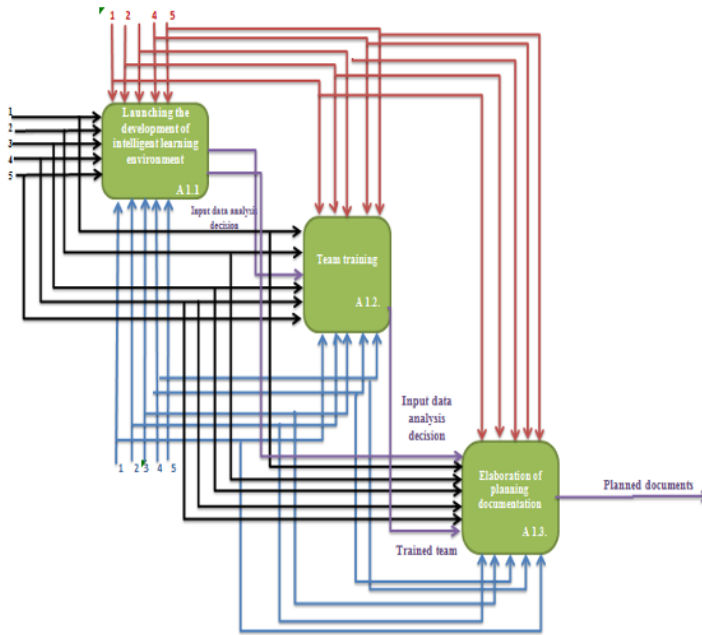 1 2 3 4 5
1
2
3
4
5
Launching the
development of
intelligent learning
environment
A 1.1
Input data analysis
decision
Team training
A 1.2.
1 2 3 4 5
Input data
analysis
decision
Elaboration of
planning
documentation
A 1.3.
Planned documents
Trained team